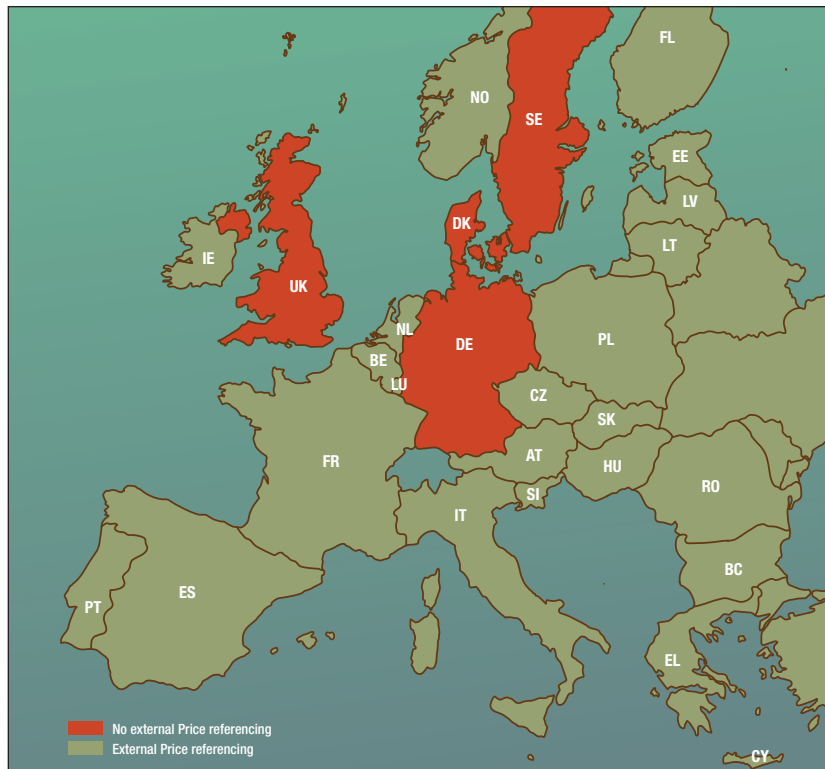 FL
NO
SE
EE
LV
DK
LT
IE
UK
NL
PL
DE
BE
LU
CZ
SK
FR
AT
HU
RO
SI
IT
BC
ES
PT
EL
No external Price referencing
External Price referencing
CY